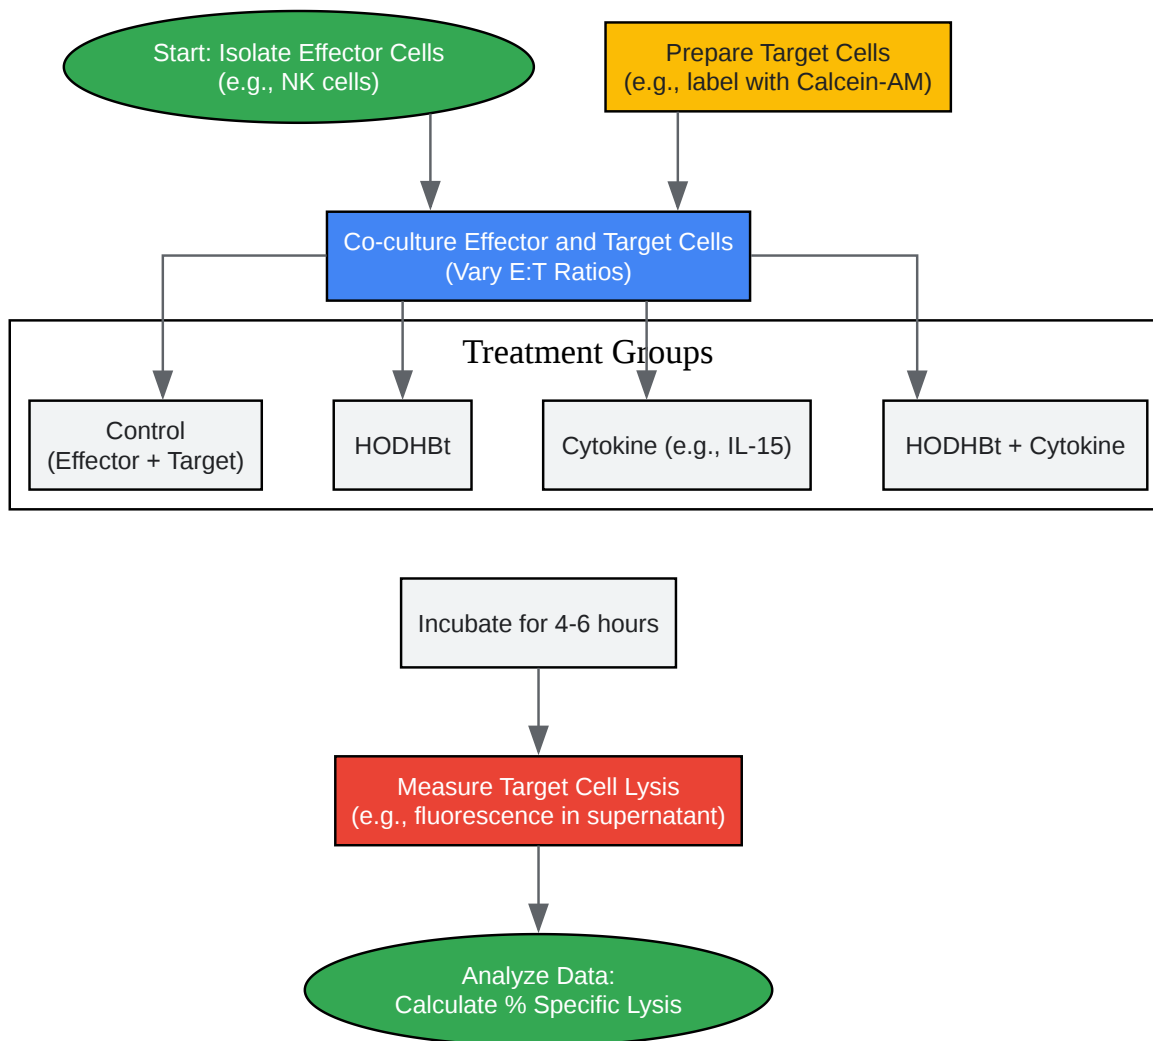 Start: Isolate Effector Cells
(e.g., NK cells)
Prepare Target Cells
(e.g., label with Calcein-AM)
Co-culture Effector and Target Cells
(Vary E:T Ratios)
Treatment Groups
Control
(Effector + Target)
HODHBt
Cytokine (e.g., IL-15)
HODHBt + Cytokine
Incubate for 4-6 hours
Measure Target Cell Lysis
(e.g., fluorescence in supernatant)
Analyze Data:
Calculate % Specific Lysis